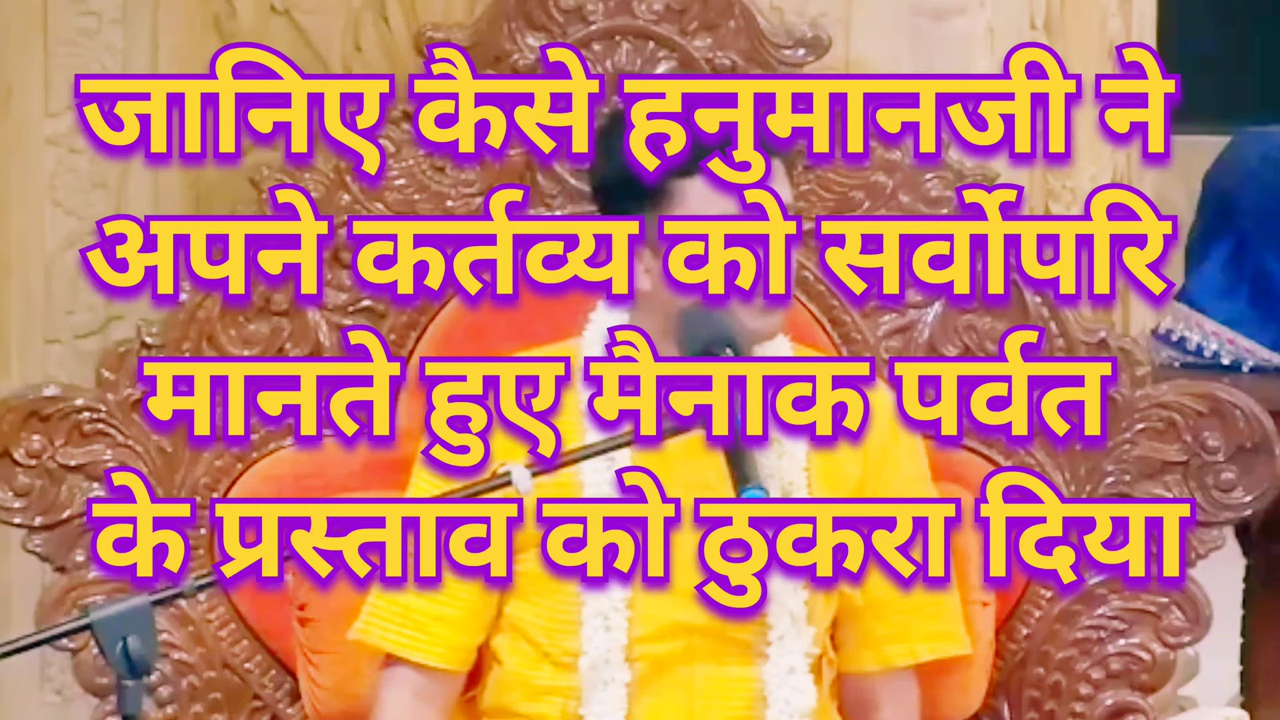 जानिए कैसे हनुमानजी ने
अपने कर्तव्य को सर्वोपरि
मानते हुए मैनाक पर्वत
के प्रस्ताव को ठुकरा दिया